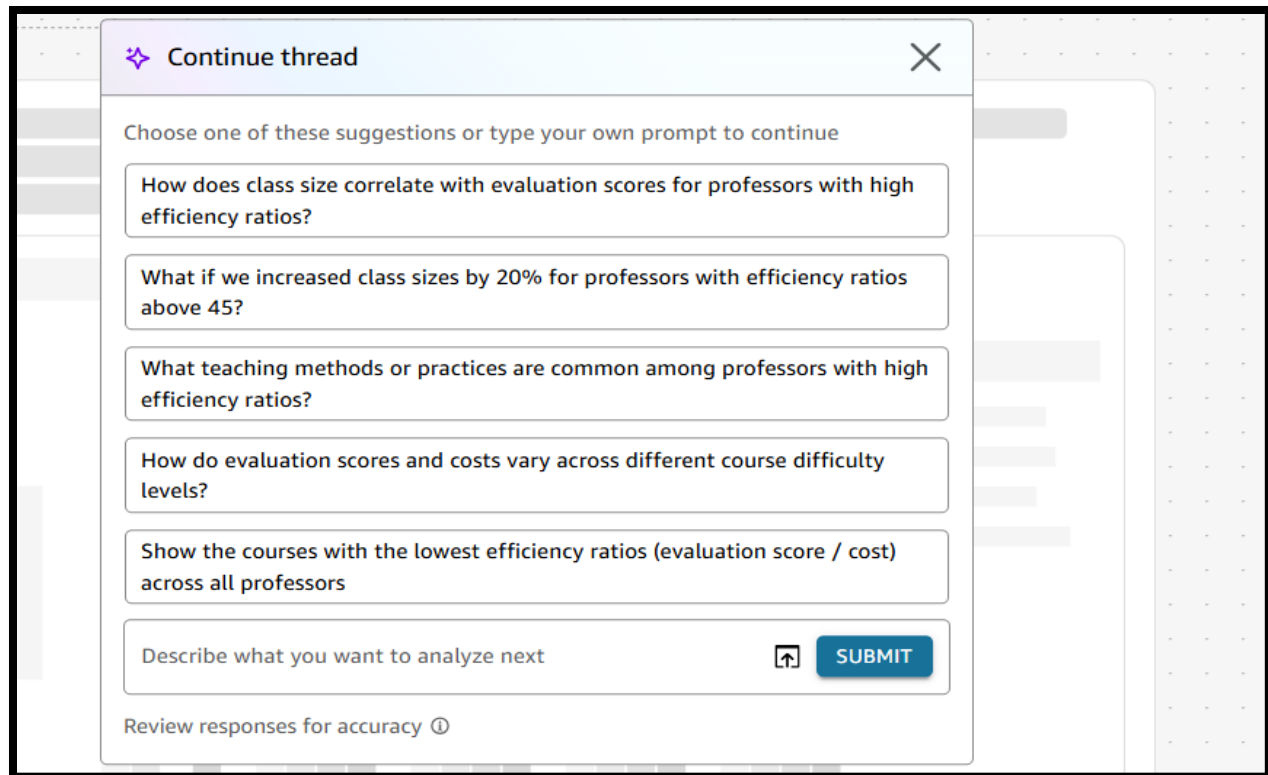 Continue thread
Choose one of these suggestions or type your own prompt to continue
How does class size correlate with evaluation scores for professors with high
efficiency ratios?
What if we increased class sizes by 20% for professors with efficiency ratios
above 45?
What teaching methods or practices are common among professors with high
efficiency ratios?
How do evaluation scores and costs vary across different course difficulty
levels?
Show the courses with the lowest efficiency ratios (evaluation score / cost)
across all professors
Describe what you want to analyze next
SUBMIT
Review responses for accuracy